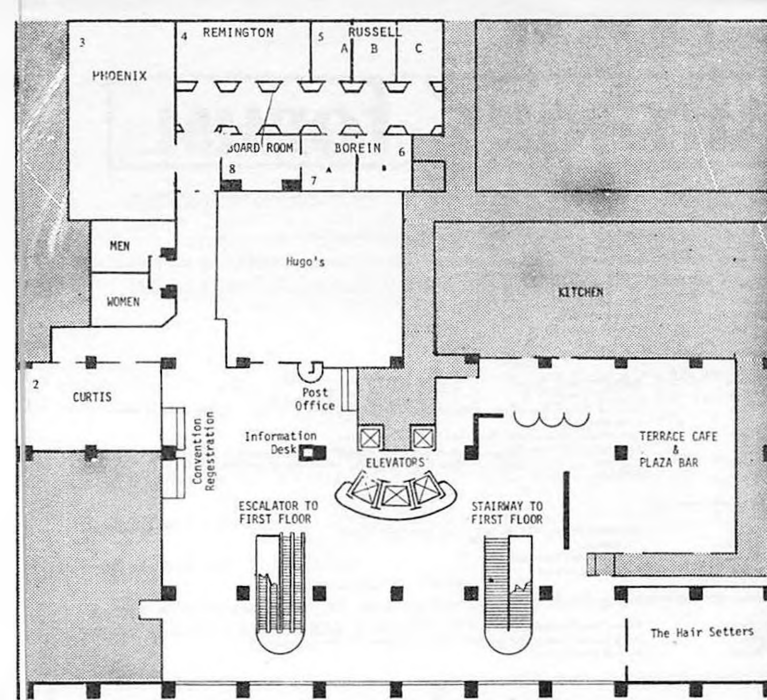 3
PHOENIX
4
REMINGTON
5
RUSSELL
A
B
C
BOARD ROOM
8
BOREIN
7
A
6
MEN
WOMEN
Hugo's
KITCHEN
2
CURTIS
Post
Office
Convention
Regestration
Information
Desk
ELEVATORS
TERRACE CAFE
&
PLAZA BAR
ESCALATOR TO
FIRST FLOOR
STAIRWAY TO
FIRST FLOOR
The Hair Setters